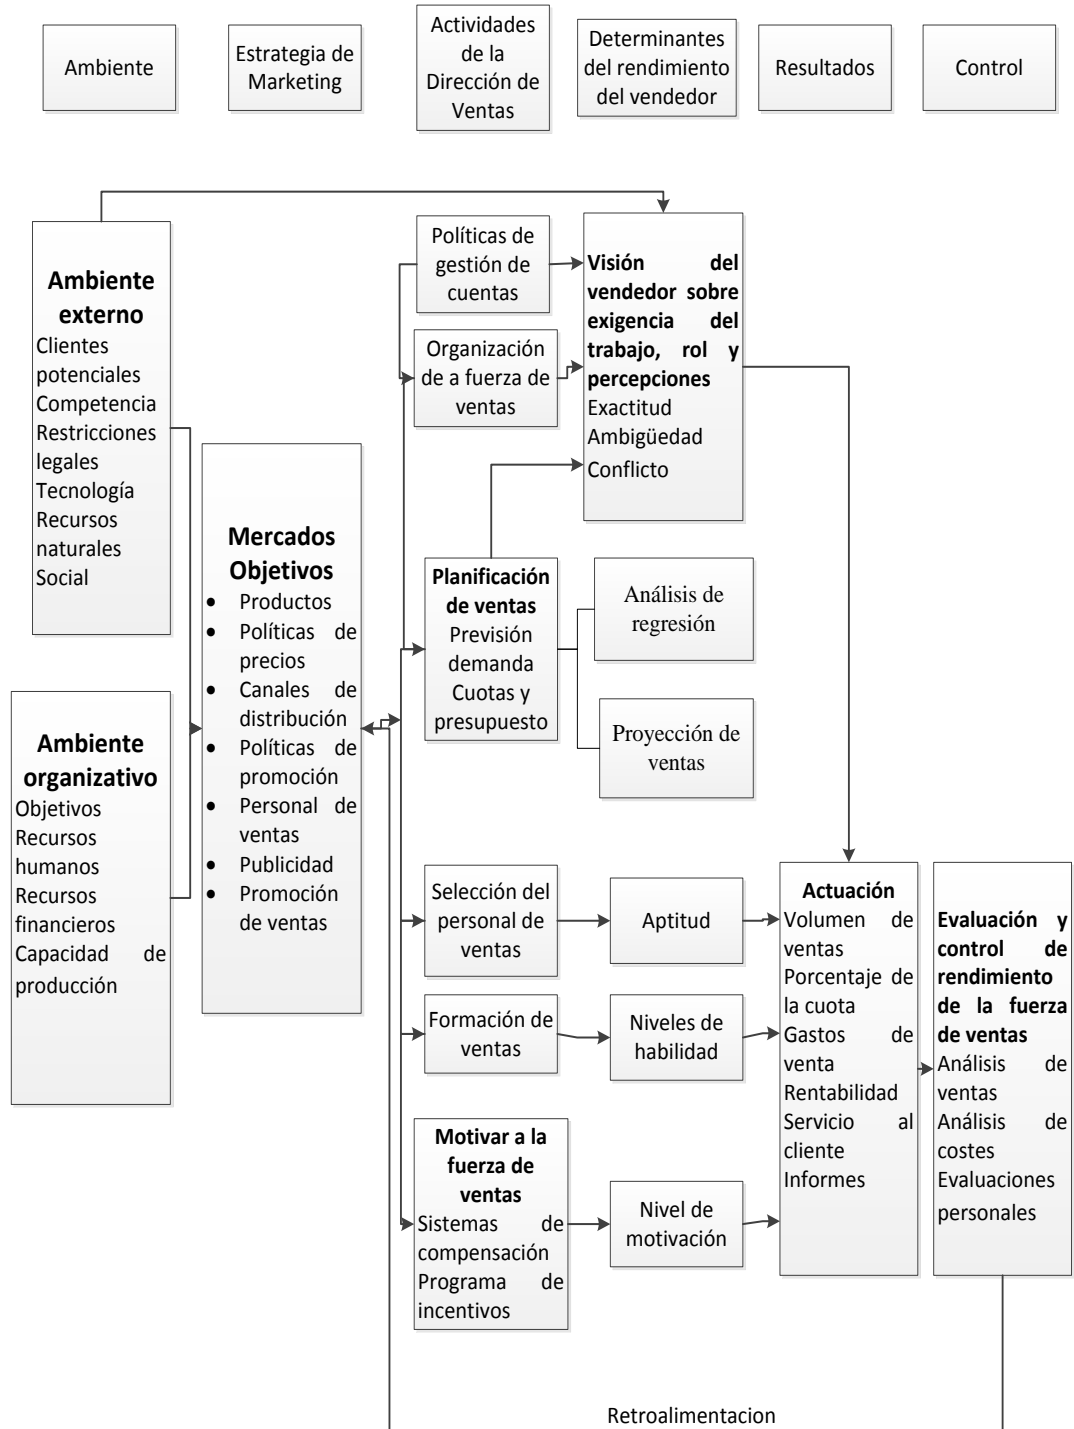 Ambiente
Estrategia de
Marketing
Actividades
de la
Dirección de
Ventas
Determinantes
del rendimiento
del vendedor
Resultados
Control
Ambiente
externo
Clientes
potenciales
Competencia
Restricciones
legales
Tecnología
Recursos
naturales
Social
Ambiente
organizativo
Objetivos
Recursos
humanos
Recursos
financieros
Capacidad de
producción
Mercados
Objetivos
• Productos
• Políticas de
precios
• Canales de
distribución
• Políticas de
promoción
• Personal de
ventas
• Publicidad
• Promoción
de ventas
Políticas de
gestión de
cuentas
Organización
de a fuerza de
ventas
Planificación
de ventas
Previsión
demanda
Cuotas y
presupuesto
Selección del
personal de
ventas
Formación de
ventas
Motivar a la
fuerza de
ventas
Sistemas de
compensación
Programa de
incentivos
Visión del
vendedor sobre
exigencia del
trabajo, rol y
percepciones
Exactitud
Ambigüedad
Conflicto
Análisis de
regresión
Proyección de
ventas
Aptitud
Niveles de
habilidad
Nivel de
motivación
Actuación
Volumen de
ventas
Porcentaje de
la cuota
Gastos de
venta
Rentabilidad
Servicio al
cliente
Informes
Evaluación y
control de
rendimiento
de la fuerza
de ventas
Análisis de
ventas
Análisis de
costes
Evaluaciones
personales
Retroalimentacion